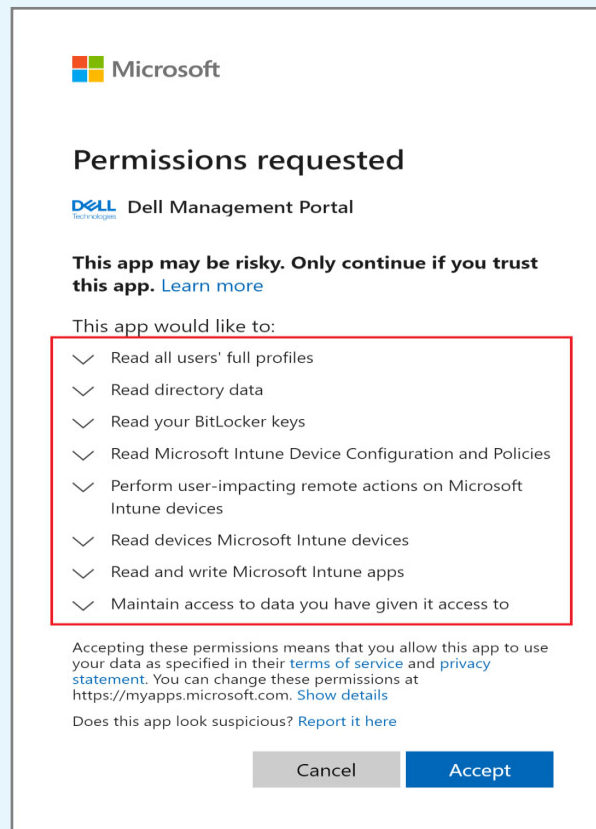 Microsoft
Permissions requested
DELL Technologies Dell Management Portal
This app may be risky. Only continue if you trust
this app. Learn more
This app would like to:
Read all users' full profiles
Read directory data
Read your BitLocker keys
Read Microsoft Intune Device Configuration and Policies
Perform user-impacting remote actions on Microsoft
Intune devices
Read devices Microsoft Intune devices
Read and write Microsoft Intune apps
Maintain access to data you have given it access to
Accepting these permissions means that you allow this app to use
your data as specified in their terms of service and privacy
statement. You can change these permissions at
https://myapps.microsoft.com. Show details
Does this app look suspicious? Report it here
Cancel Accept